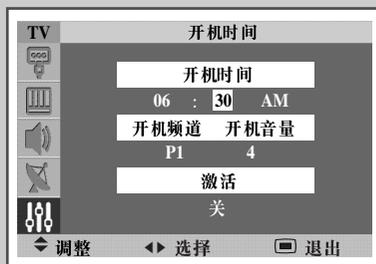 TV 开机时间
开机时间
06 : 30 AM
开机频道 开机音量
P1 4
激活
关
调整 选择 退出